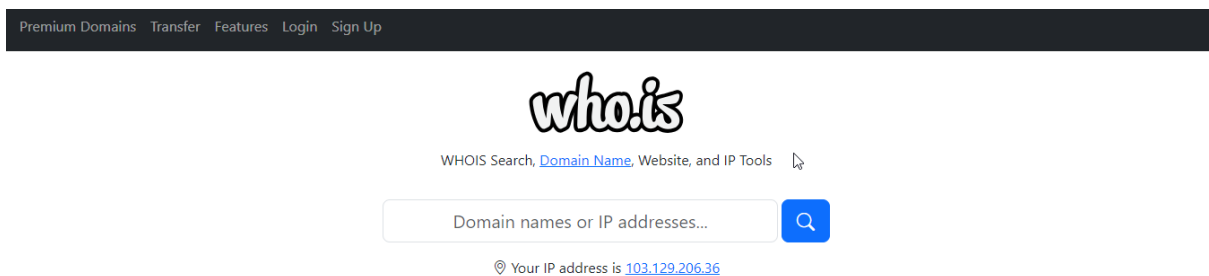 Premium Domains Transfer Features Login Sign Up
who.is
WHOIS Search, Domain Name, Website, and IP Tools
Domain names or IP addresses...
Your IP address is 103.129.206.36